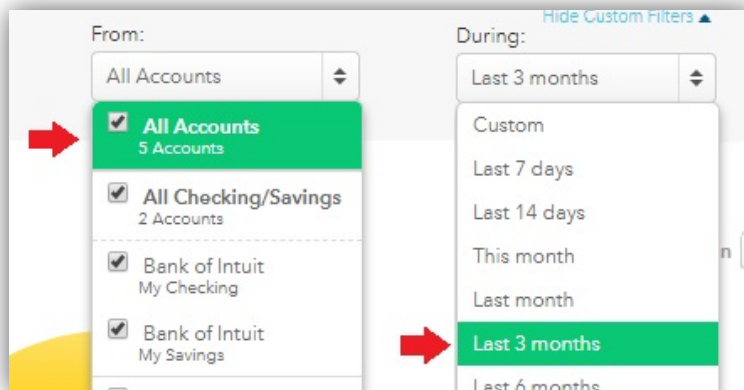 Hide Custom Filters ▲
From:
During:
All Accounts
Last 3 months
All Accounts
5 Accounts
All Checking/Savings
2 Accounts
Bank of Intuit
My Checking
Bank of Intuit
My Savings
Custom
Last 7 days
Last 14 days
This month
Last month
Last 3 months
Last 6 months
n